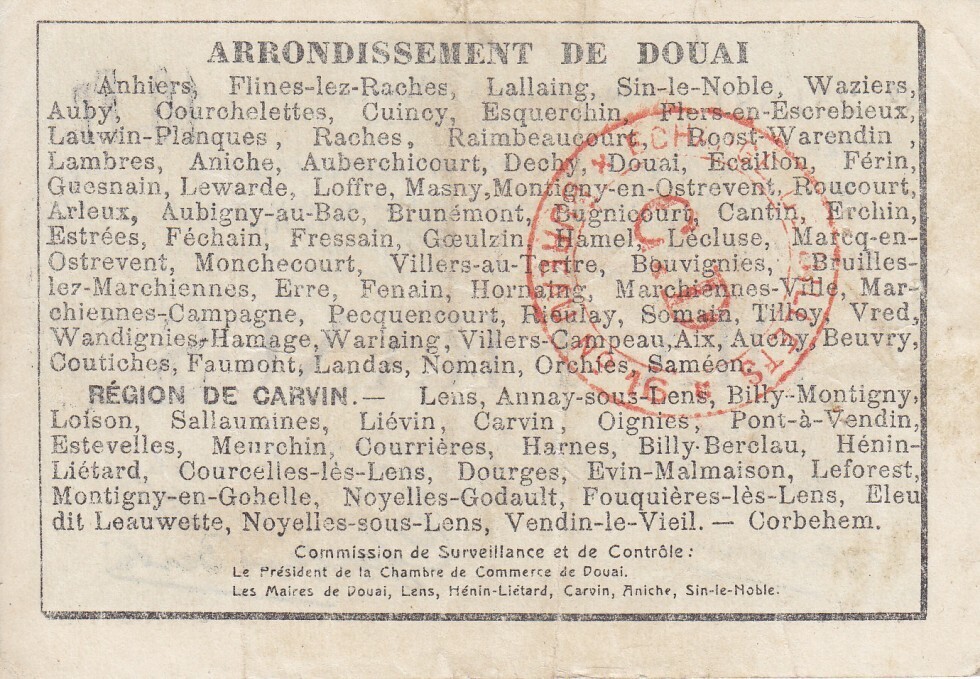 ARRONDISSEMENT DE DOUAI
Anhiers, Flines-lez-Raches, Lallaing, Sin-le-Noble, Waziers,
Auby, Courchelettes, Cuincy, Esquerchin, Flers-en-Escrebieux,
Lauwin-Planques, Raches, Raimbeaucourt, Roost-Warendin,
Lambres, Aniche, Auberchicourt, Dechy, Douai, Ecaillon, Férin,
Guesnain, Lewarde, Loffre, Masny, Montigny-en-Ostrevent, Roucourt,
Arleux, Aubigny-au-Bac, Brunémont, Bugnicourt, Cantin, Erchin,
Estrées, Féchain, Fressain, Gœulzin, Hamel, Lécluse, Marcq-en-
Ostrevent, Monchecourt, Villers-au-Tertre, Bouvignies, Bruilles-
lez-Marchiennes, Erre, Fenain, Hornaing, Marchiennes-Ville, Mar-
chiennes-Campagne, Pecquencourt, Rieulay, Somain, Tilloy, Vred,
Wandignies-Hamage, Warlaing, Villers-Campeau, Aix, Auchy, Beuvry,
Coutiches, Faumont, Landas, Nomain, Orchies, Saméon.
RÉGION DE CARVIN. — Lens, Annay-sous-Lens, Billy-Montigny,
Loison, Sallaumines, Liévin, Carvin, Oignies, Pont-à-Vendin,
Estevelles, Meurchin, Courrières, Harnes, Billy-Berclau, Hénin-
Liétard, Courcelles-lès-Lens, Dourges, Evin-Malmaison, Leforest,
Montigny-en-Gohelle, Noyelles-Godault, Fouquières-lès-Lens, Eleu
dit Leauwette, Noyelles-sous-Lens, Vendin-le-Vieil. — Corbehem.
Commission de Surveillance et de Contrôle :
Le Président de la Chambre de Commerce de Douai.
Les Maires de Douai, Lens, Hénin-Liétard, Carvin, Aniche, Sin-le-Noble.